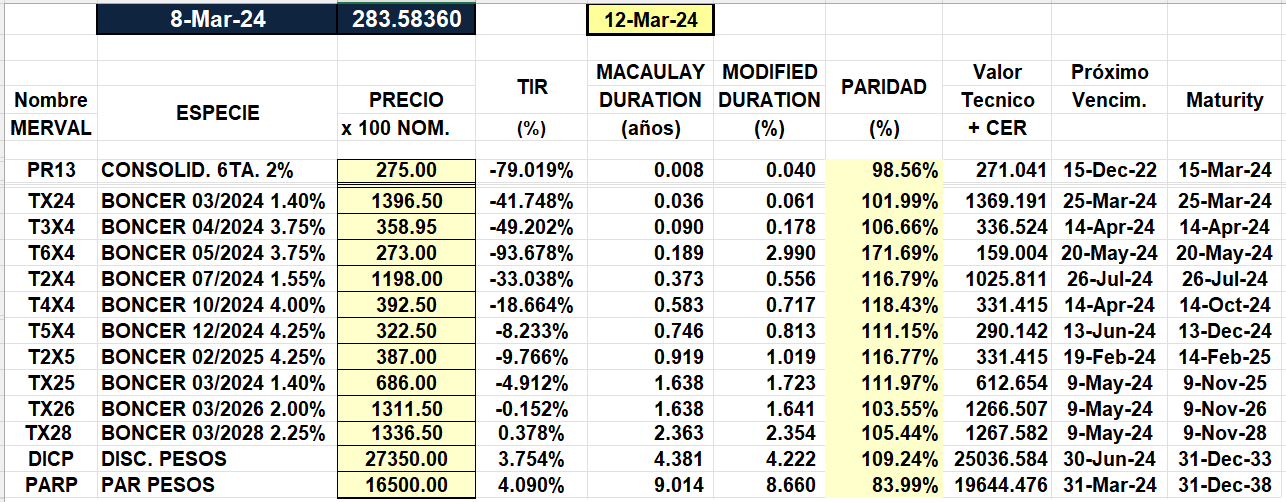 8-Mar-24 283.58360 12-Mar-24
MACAULAY MODIFIED Valor Próximo
TIR PARIDAD
Nombre PRECIO DURATION DURATION Tecnico Vencim. Maturity
ESPECIE
MERVAL x 100 NOM. (%) (años) (%) (%) + CER
PR13 CONSOLID. 6TA. 2% 275.00 -79.019% 0.008 0.040 98.56% 271.041 15-Dec-22 15-Mar-24
TX24 BONCER 03/2024 1.40% 1396.50 -41.748% 0.036 0.061 101.99% 1369.191 25-Mar-24 25-Mar-24
T3X4 BONCER 04/2024 3.75% 358.95 -49.202% 0.090 0.178 106.66% 336.524 14-Apr-24 14-Apr-24
T6X4 BONCER 05/2024 3.75% 273.00 -93.678% 0.189 2.990 171.69% 159.004 20-May-24 20-May-24
T2X4 BONCER 07/2024 1.55% 1198.00 -33.038% 0.373 0.556 116.79% 1025.811 26-Jul-24 26-Jul-24
T4X4 BONCER 10/2024 4.00% 392.50 -18.664% 0.583 0.717 118.43% 331.415 14-Apr-24 14-Oct-24
T5X4 BONCER 12/2024 4.25% 322.50 -8.233% 0.746 0.813 111.15% 290.142 13-Jun-24 13-Dec-24
T2X5 BONCER 02/2025 4.25% 387.00 -9.766% 0.919 1.019 116.77% 331.415 19-Feb-24 14-Feb-25
TX25 BONCER 03/2024 1.40% 686.00 -4.912% 1.638 1.723 111.97% 612.654 9-May-24 9-Nov-25
TX26 BONCER 03/2026 2.00% 1311.50 -0.152% 1.638 1.641 103.55% 1266.507 9-May-24 9-Nov-26
TX28 BONCER 03/2028 2.25% 1336.50 0.378% 2.363 2.354 105.44% 1267.582 9-May-24 9-Nov-28
DICP DISC. PESOS 27350.00 3.754% 4.381 4.222 109.24% 25036.584 30-Jun-24 31-Dec-33
PARP PAR PESOS 16500.00 4.090% 9.014 8.660 83.99% 19644.476 31-Mar-24 31-Dec-38